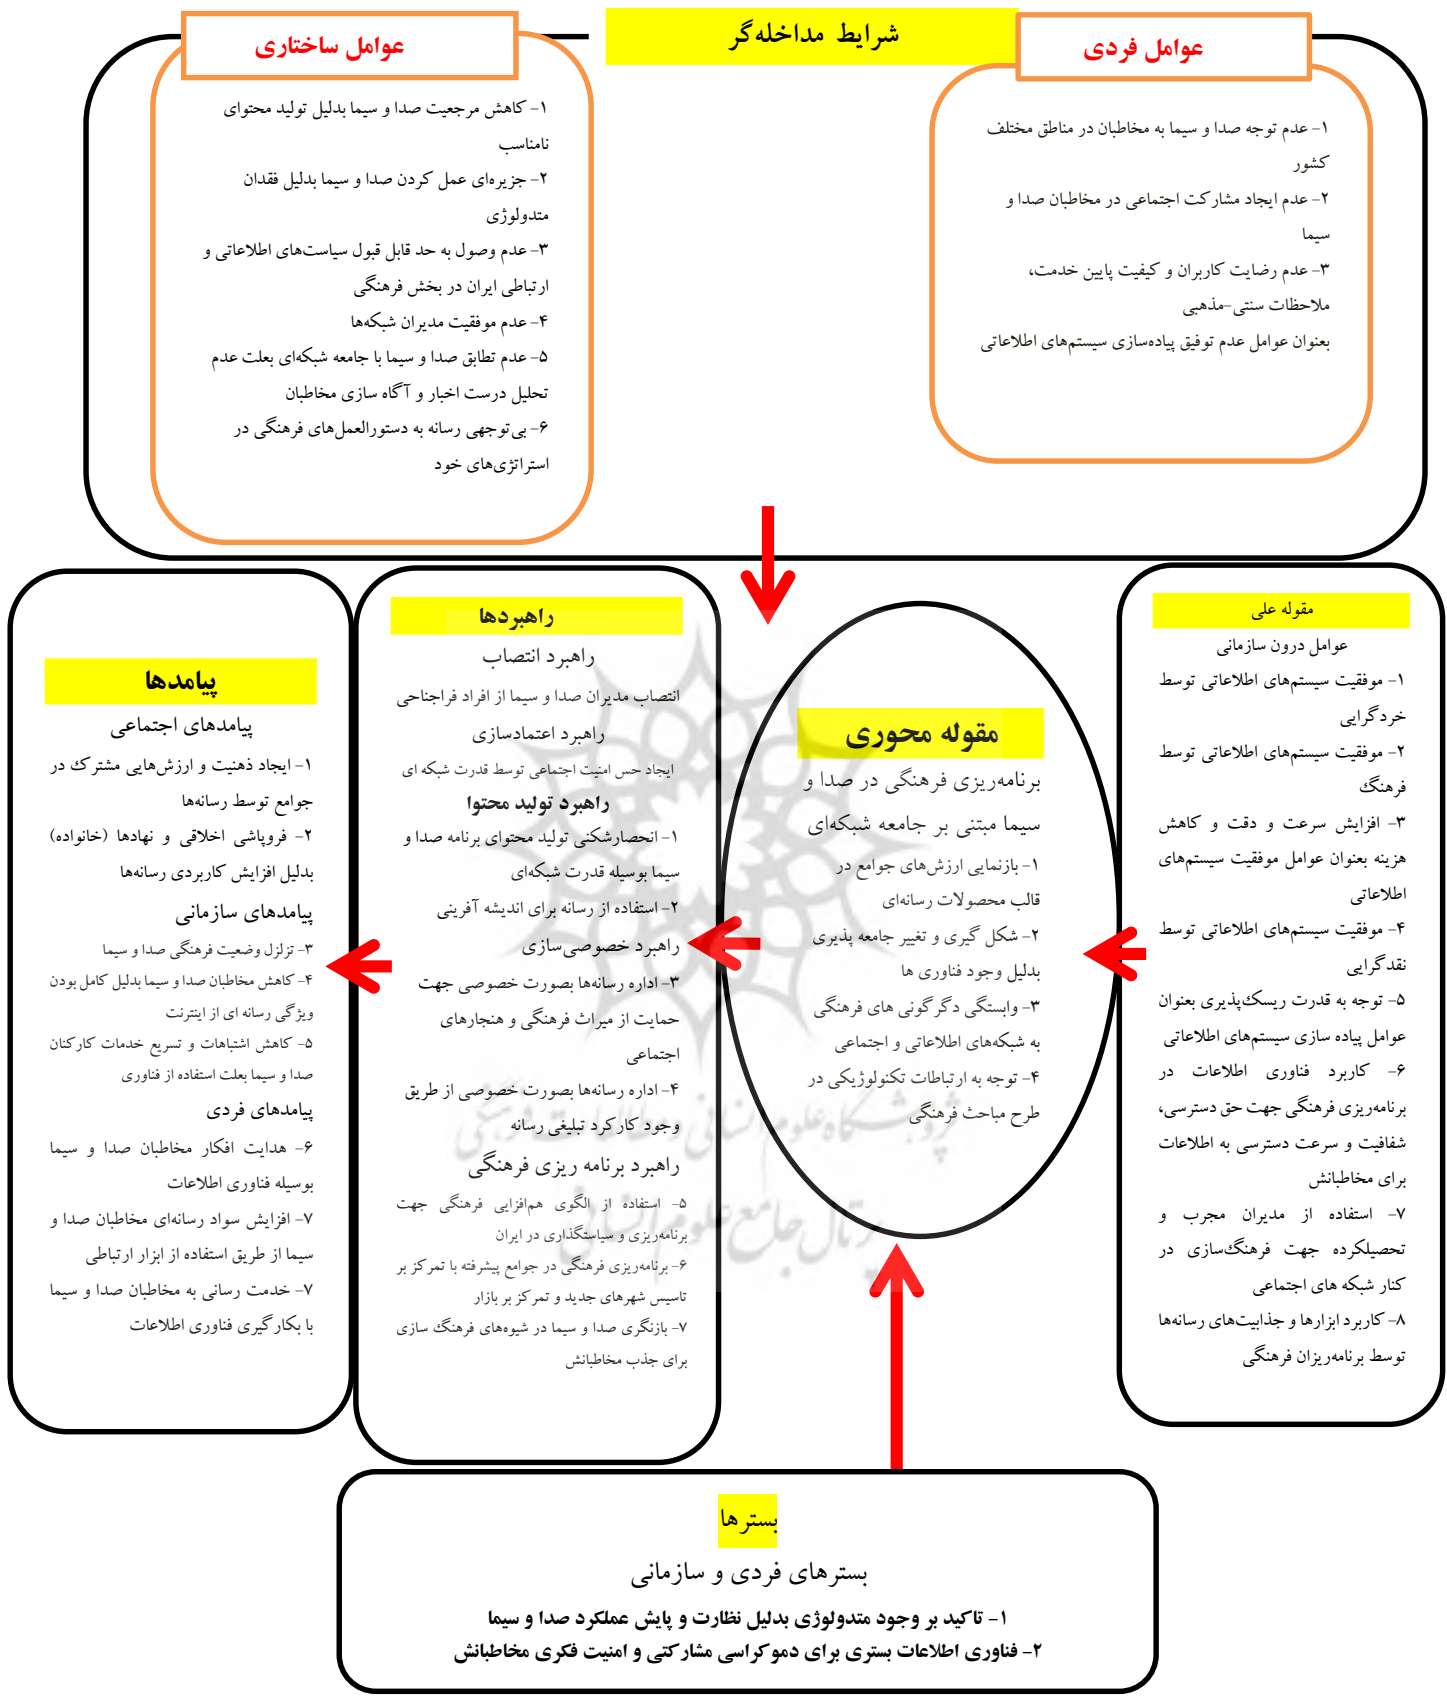 شرایط مداخله‌گر
عوامل فردی
۱- عدم توجه صدا و سیما به مخاطبان در مناطق مختلف
کشور
۲- عدم ایجاد مشارکت اجتماعی در مخاطبان صدا و
سیما
۳- عدم رضایت کاربران و کیفیت پایین خدمت،
ملاحظات سنتی-مذهبی
بعنوان عوامل عدم توفیق پیاده‌سازی سیستم‌های اطلاعاتی
عوامل ساختاری
۱- کاهش مرجعیت صدا و سیما بدلیل تولید محتوای
نامناسب
۲- جزیره‌ای عمل کردن صدا و سیما بدلیل فقدان
متدولوژی
۳- عدم وصول به حد قابل قبول سیاست‌های اطلاعاتی و
ارتباطی ایران در بخش فرهنگی
۴- عدم موفقیت مدیران شبکه‌ها
۵- عدم تطابق صدا و سیما با جامعه شبکه‌ای بعلت عدم
تحلیل درست اخبار و آگاه سازی مخاطبان
۶- بی‌توجهی رسانه به دستورالعمل‌های فرهنگی در
استراتژی‌های خود
مقوله علی
عوامل درون سازمانی
۱- موفقیت سیستم‌های اطلاعاتی توسط
خردگرایی
۲- موفقیت سیستم‌های اطلاعاتی توسط
فرهنگ
۳- افزایش سرعت و دقت و کاهش
هزینه بعنوان عوامل موفقیت سیستم‌های
اطلاعاتی
۴- موفقیت سیستم‌های اطلاعاتی توسط
نقدگرایی
۵- توجه به قدرت ریسک‌پذیری بعنوان
عوامل پیاده سازی سیستم‌های اطلاعاتی
۶- کاربرد فناوری اطلاعات در
برنامه‌ریزی فرهنگی جهت حق دسترسی،
شفافیت و سرعت دسترسی به اطلاعات
برای مخاطبانش
۷- استفاده از مدیران مجرب و
تحصیلکرده جهت فرهنگ‌سازی در
کنار شبکه های اجتماعی
۸- کاربرد ابزارها و جذابیت‌های رسانه‌ها
توسط برنامه‌ریزان فرهنگی
مقوله محوری
برنامه‌ریزی فرهنگی در صدا و
سیما مبتنی بر جامعه شبکه‌ای
۱- بازنمایی ارزش‌های جوامع در
قالب محصولات رسانه‌ای
۲- شکل گیری و تغییر جامعه پذیری
بدلیل وجود فناوری ها
۳- وابستگی دگرگونی های فرهنگی
به شبکه‌های اطلاعاتی و اجتماعی
۴- توجه به ارتباطات تکنولوژیکی در
طرح مباحث فرهنگی
راهبردها
راهبرد انتصاب
انتصاب مدیران صدا و سیما از افراد فراجناحی
راهبرد اعتمادسازی
ایجاد حس امنیت اجتماعی توسط قدرت شبکه ای
راهبرد تولید محتوا
۱- انحصارشکنی تولید محتوای برنامه صدا و
سیما بوسیله قدرت شبکه‌ای
۲- استفاده از رسانه برای اندیشه آفرینی
راهبرد خصوصی‌سازی
۳- اداره رسانه‌ها بصورت خصوصی جهت
حمایت از میراث فرهنگی و هنجارهای
اجتماعی
۴- اداره رسانه‌ها بصورت خصوصی از طریق
وجود کارکرد تبلیغی رسانه
راهبرد برنامه ریزی فرهنگی
۵- استفاده از الگوی هم‌افزایی فرهنگی جهت
برنامه‌ریزی و سیاستگذاری در ایران
۶- برنامه‌ریزی فرهنگی در جوامع پیشرفته با تمرکز بر
تاسیس شهرهای جدید و تمرکز بر بازار
۷- بازنگری صدا و سیما در شیوه‌های فرهنگ سازی
برای جذب مخاطبانش
پیامدها
پیامدهای اجتماعی
۱- ایجاد ذهنیت و ارزش‌هایی مشترک در
جوامع توسط رسانه‌ها
۲- فروپاشی اخلاقی و نهادها (خانواده)
بدلیل افزایش کاربردی رسانه‌ها
پیامدهای سازمانی
۳- تزلزل وضعیت فرهنگی صدا و سیما
۴- کاهش مخاطبان صدا و سیما بدلیل کامل بودن
ویژگی رسانه ای از اینترنت
۵- کاهش اشتباهات و تسریع خدمات کارکنان
صدا و سیما بعلت استفاده از فناوری
پیامدهای فردی
۶- هدایت افکار مخاطبان صدا و سیما
بوسیله فناوری اطلاعات
۷- افزایش سواد رسانه‌ای مخاطبان صدا و
سیما از طریق استفاده از ابزار ارتباطی
۷- خدمت رسانی به مخاطبان صدا و سیما
با بکارگیری فناوری اطلاعات
پژوهشگاه علوم انسانی و مطالعات فرهنگی
پرتال جامع علوم انسانی
بسترها
بسترهای فردی و سازمانی
۱- تاکید بر وجود متدولوژی بدلیل نظارت و پایش عملکرد صدا و سیما
۲- فناوری اطلاعات بستری برای دموکراسی مشارکتی و امنیت فکری مخاطبانش